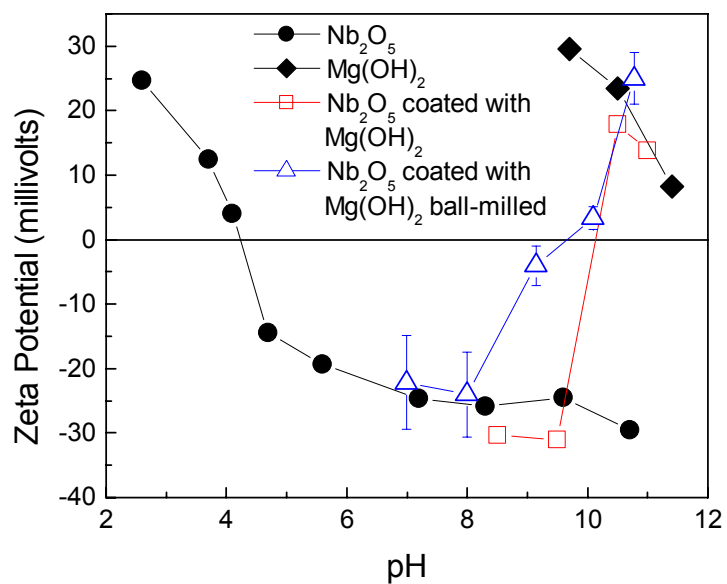 Zeta Potential (millivolts)
30
20
10
0
-10
-20
-30
-40
Nb₂O₅
Mg(OH)₂
Nb₂O₅ coated with
Mg(OH)₂
Nb₂O₅ coated with
Mg(OH)₂ ball-milled
2 4 6 8 10 12
pH